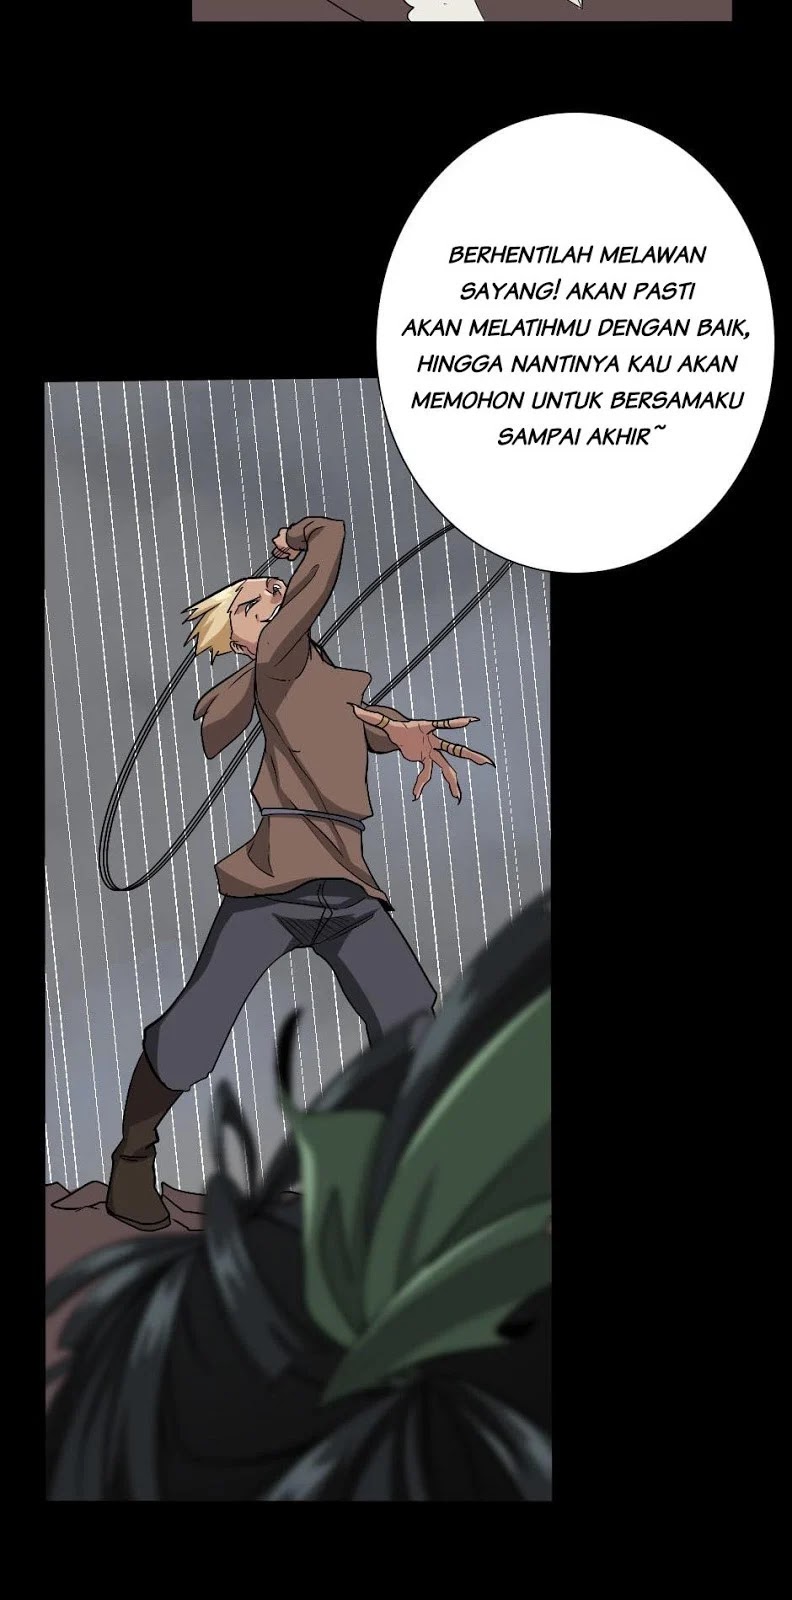 BERHENTILAH MELAWAN
SAYANG! AKAN PASTI
AKAN MELATIHMU DENGAN BAIK,
HINGGA NANTINYA KAU AKAN
MEMOHON UNTUK BERSAMAKU
SAMPAI AKHIR~